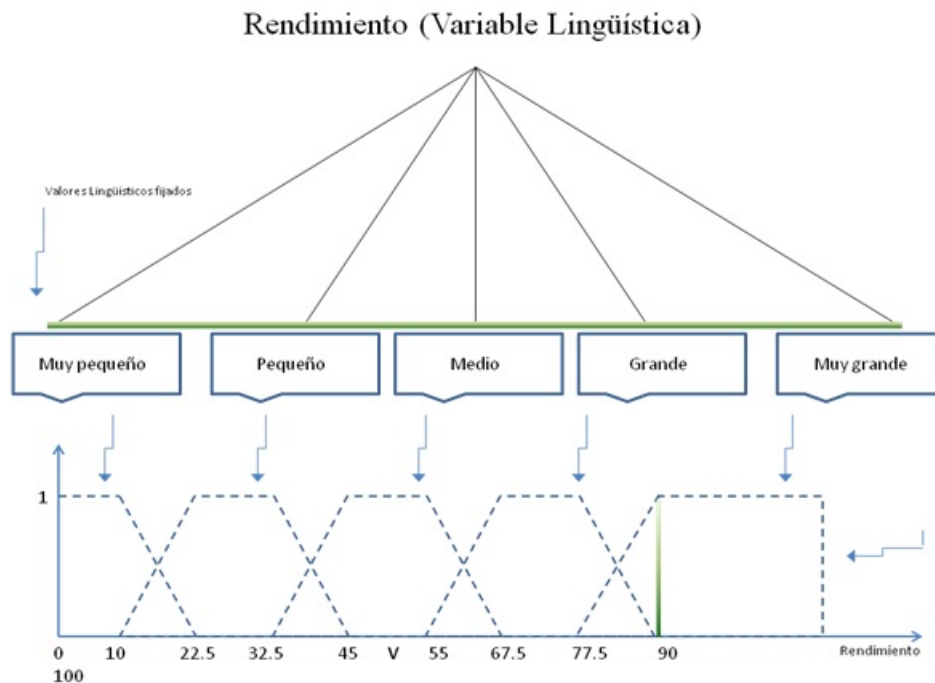 Rendimiento (Variable Lingüística)
Valores Lingüísticos fijados
Muy pequeño
Pequeño
Medio
Grande
Muy grande
1
0 10 22.5 32.5 45 V 55 67.5 77.5 90 Rendimiento
100